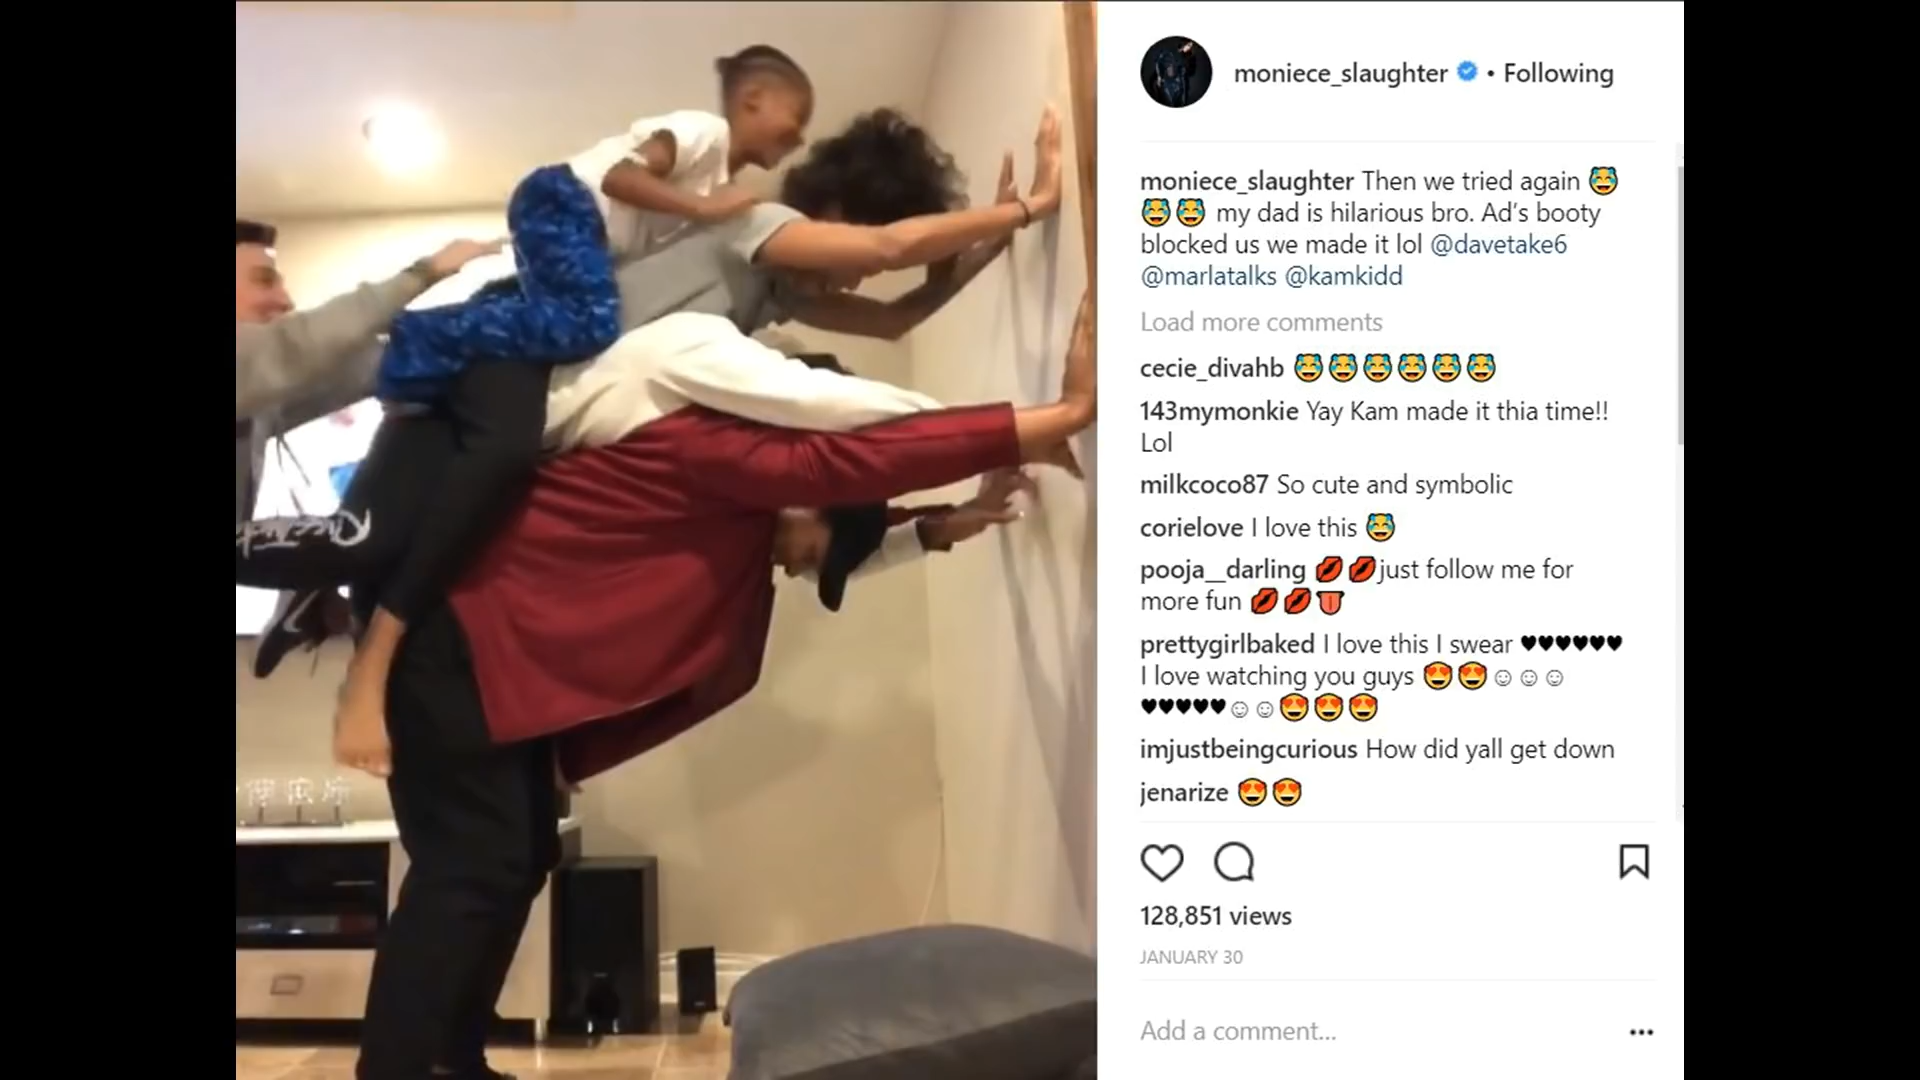 moniece_slaughter • Following
moniece_slaughter Then we tried again 😂
😂😂 my dad is hilarious bro. Ad's booty
blocked us we made it lol @davetake6
@marlatalks @kamkidd
Load more comments
cecie_divahb 😂😂😂😂😂😂
143mymonkie Yay Kam made it thia time!!
Lol
milkcoco87 So cute and symbolic
corielove I love this 😂
pooja__darling 💋💋just follow me for
more fun 💋💋👅
prettygirlbaked I love this I swear ♥♥♥♥♥♥
I love watching you guys 😍😍☺☺☺
♥♥♥♥♥☺☺😍😍😍
imjustbeingcurious How did yall get down
jenarize 😍😍
128,851 views
JANUARY 30
Add a comment...